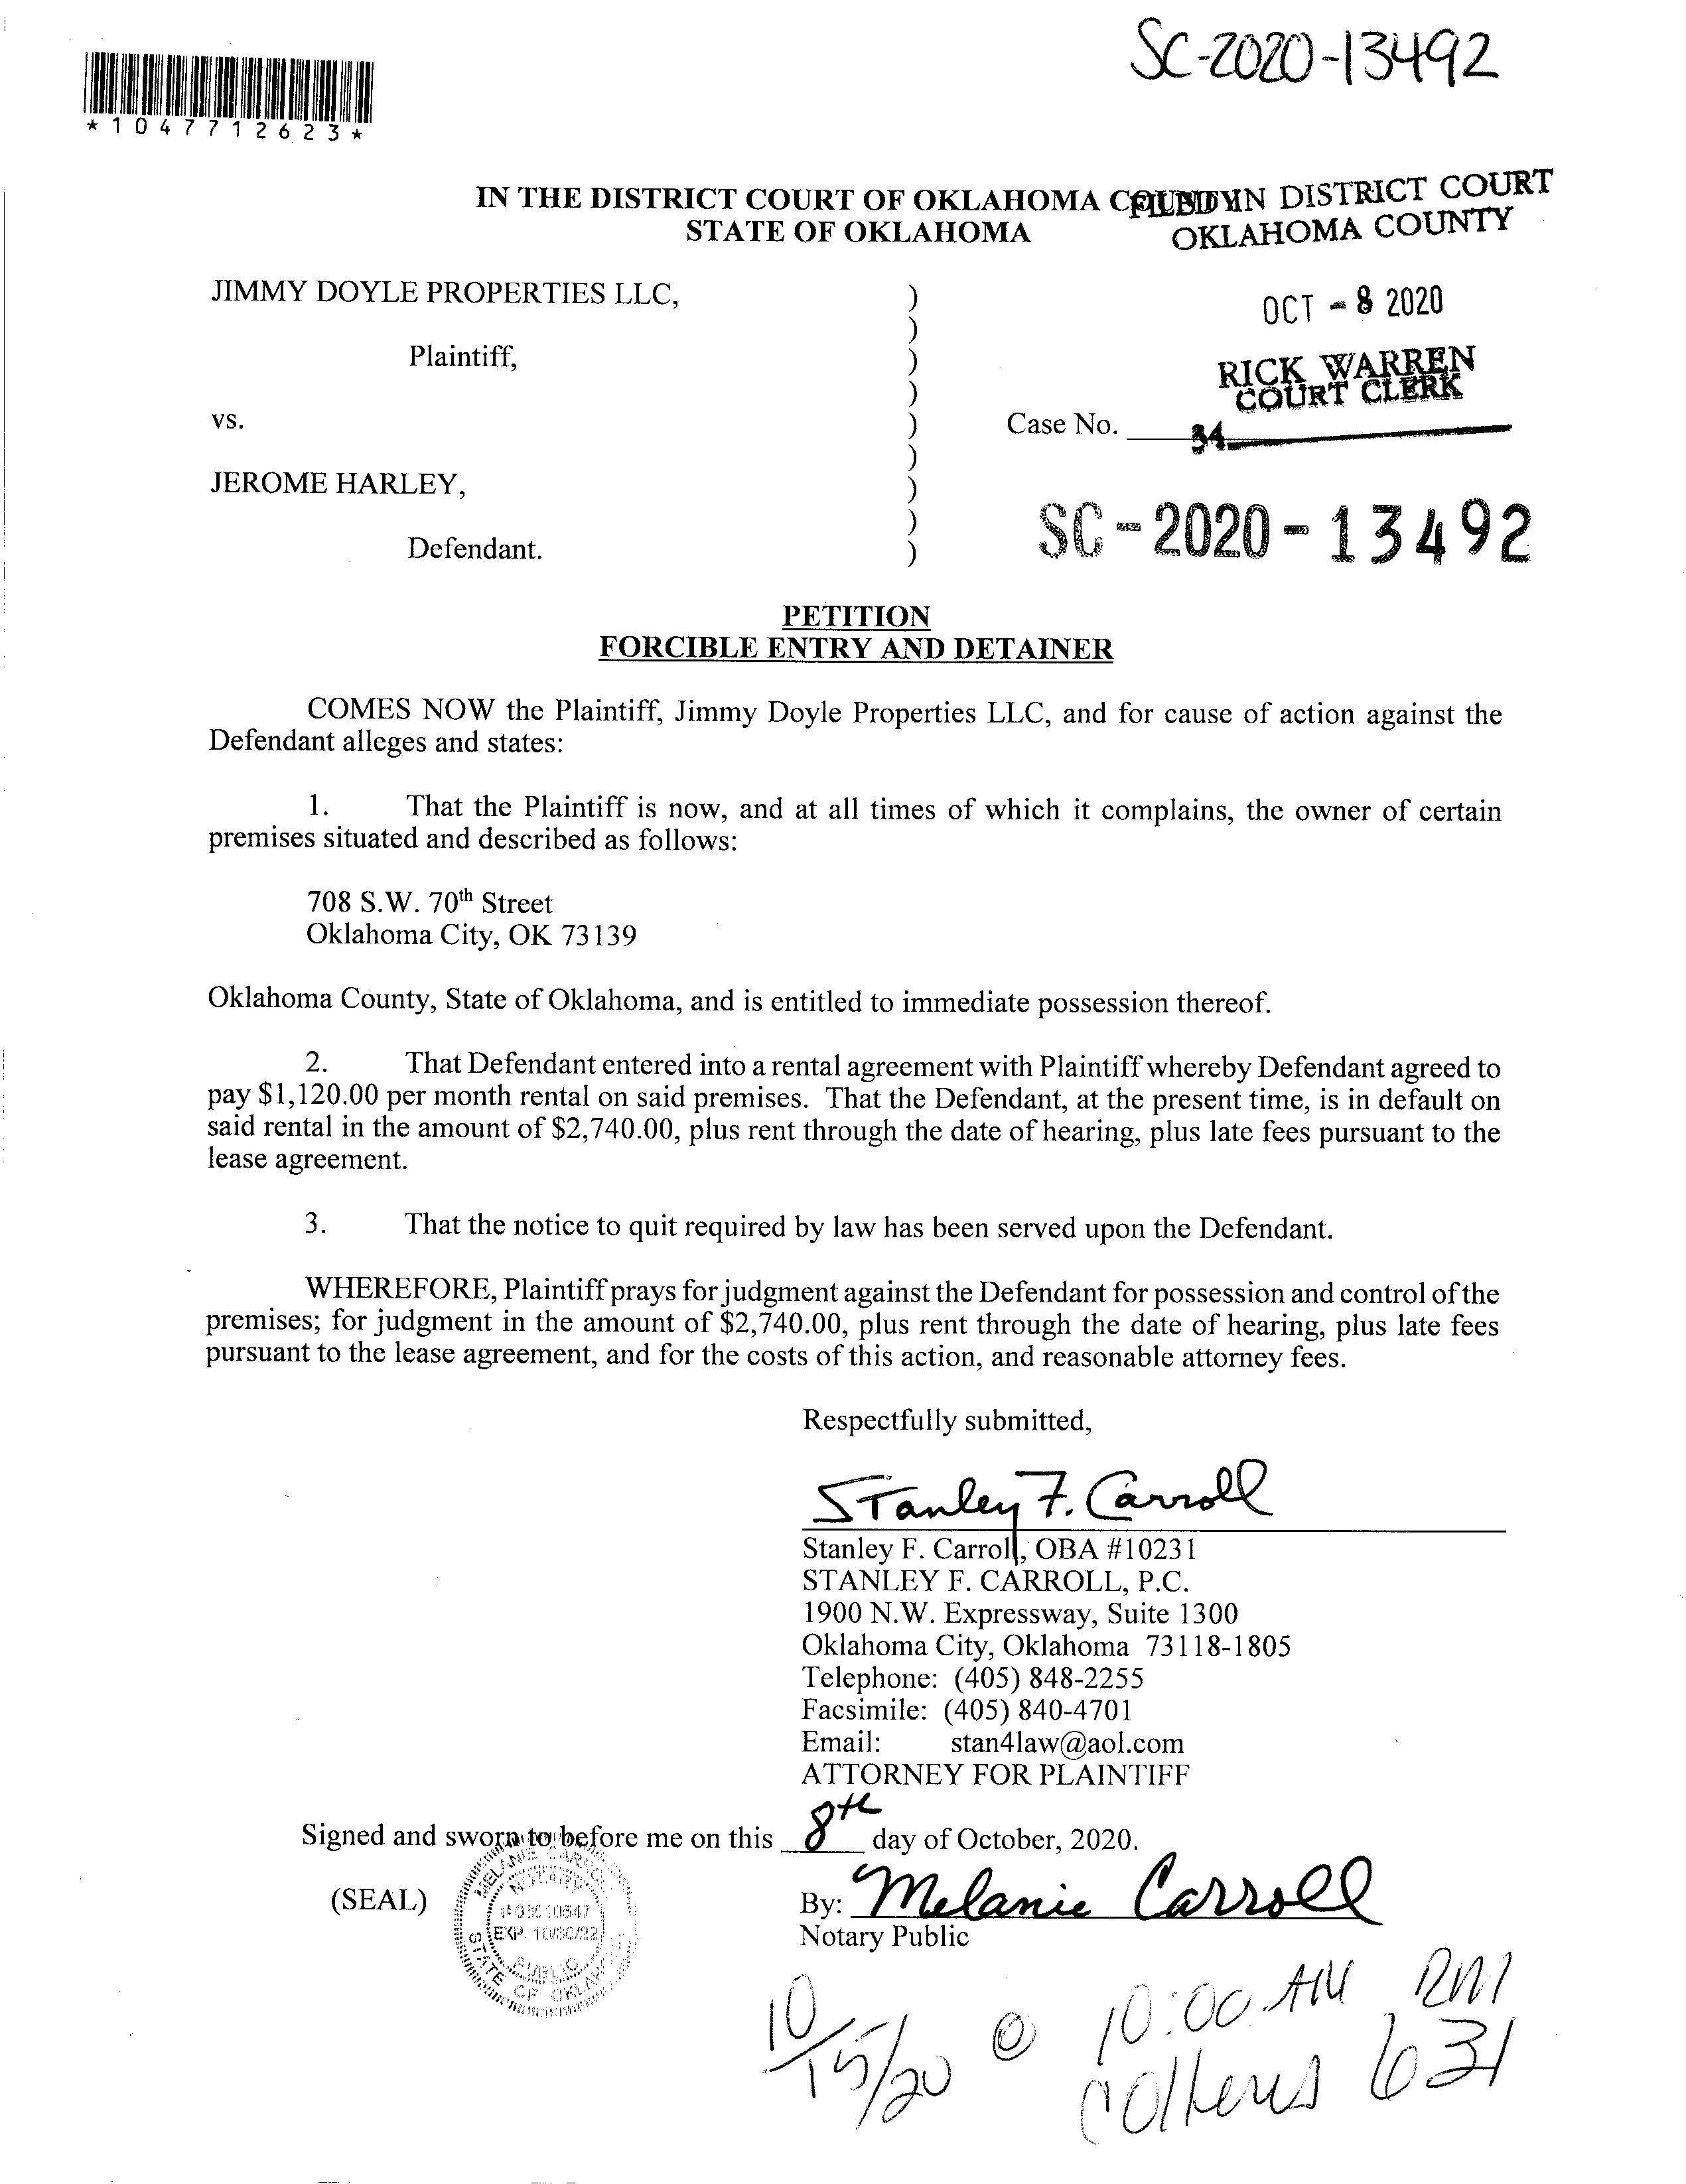 SC-2020-13492
*1047712623*
IN THE DISTRICT COURT OF OKLAHOMA COUNTY
STATE OF OKLAHOMA
FILED IN DISTRICT COURT
OKLAHOMA COUNTY
JIMMY DOYLE PROPERTIES LLC, )
OCT - 8 2020
Plaintiff, )
RICK WARREN
COURT CLERK
vs. )
Case No. ______
34
JEROME HARLEY, )
SC-2020-13492
Defendant. )
PETITION
FORCIBLE ENTRY AND DETAINER
COMES NOW the Plaintiff, Jimmy Doyle Properties LLC, and for cause of action against the
Defendant alleges and states:
1. That the Plaintiff is now, and at all times of which it complains, the owner of certain
premises situated and described as follows:
708 S.W. 70th Street
Oklahoma City, OK 73139
Oklahoma County, State of Oklahoma, and is entitled to immediate possession thereof.
2. That Defendant entered into a rental agreement with Plaintiff whereby Defendant agreed to
pay $1,120.00 per month rental on said premises. That the Defendant, at the present time, is in default on
said rental in the amount of $2,740.00, plus rent through the date of hearing, plus late fees pursuant to the
lease agreement.
3. That the notice to quit required by law has been served upon the Defendant.
WHEREFORE, Plaintiff prays for judgment against the Defendant for possession and control of the
premises; for judgment in the amount of $2,740.00, plus rent through the date of hearing, plus late fees
pursuant to the lease agreement, and for the costs of this action, and reasonable attorney fees.
Respectfully submitted,
Stanley F. Carroll
Stanley F. Carroll, OBA #10231
STANLEY F. CARROLL, P.C.
1900 N.W. Expressway, Suite 1300
Oklahoma City, Oklahoma 73118-1805
Telephone: (405) 848-2255
Facsimile: (405) 840-4701
Email: stan4law@aol.com
ATTORNEY FOR PLAINTIFF
Signed and sworn to before me on this 8th day of October, 2020.
(SEAL)
MELANIE CARROLL
NOTARY
EXP. 10/30/22
PUBLIC
STATE OF OKLAHOMA
By: Melanie Carroll
Notary Public
10/15/20 @ 10:00 AM RM
631